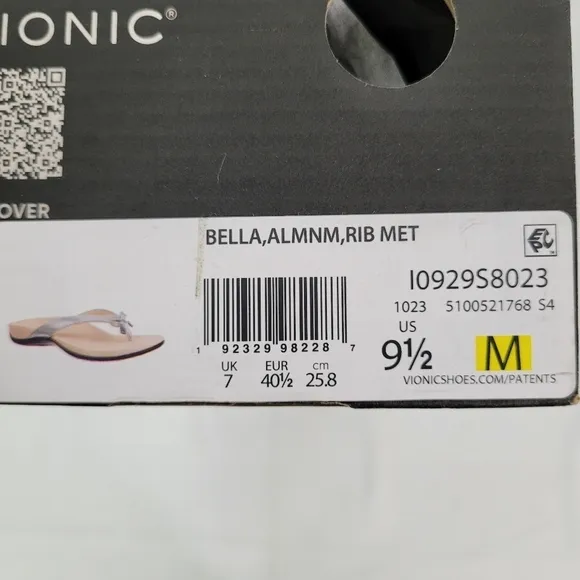 IONIC®
OVER
BELLA,ALMNM,RIB MET
EPC™
I0929S8023
1023 5100521768 S4
1 92329 98228 7
US
9½ M
UK EUR cm
7 40½ 25.8
VIONICSHOES.COM/PATENTS